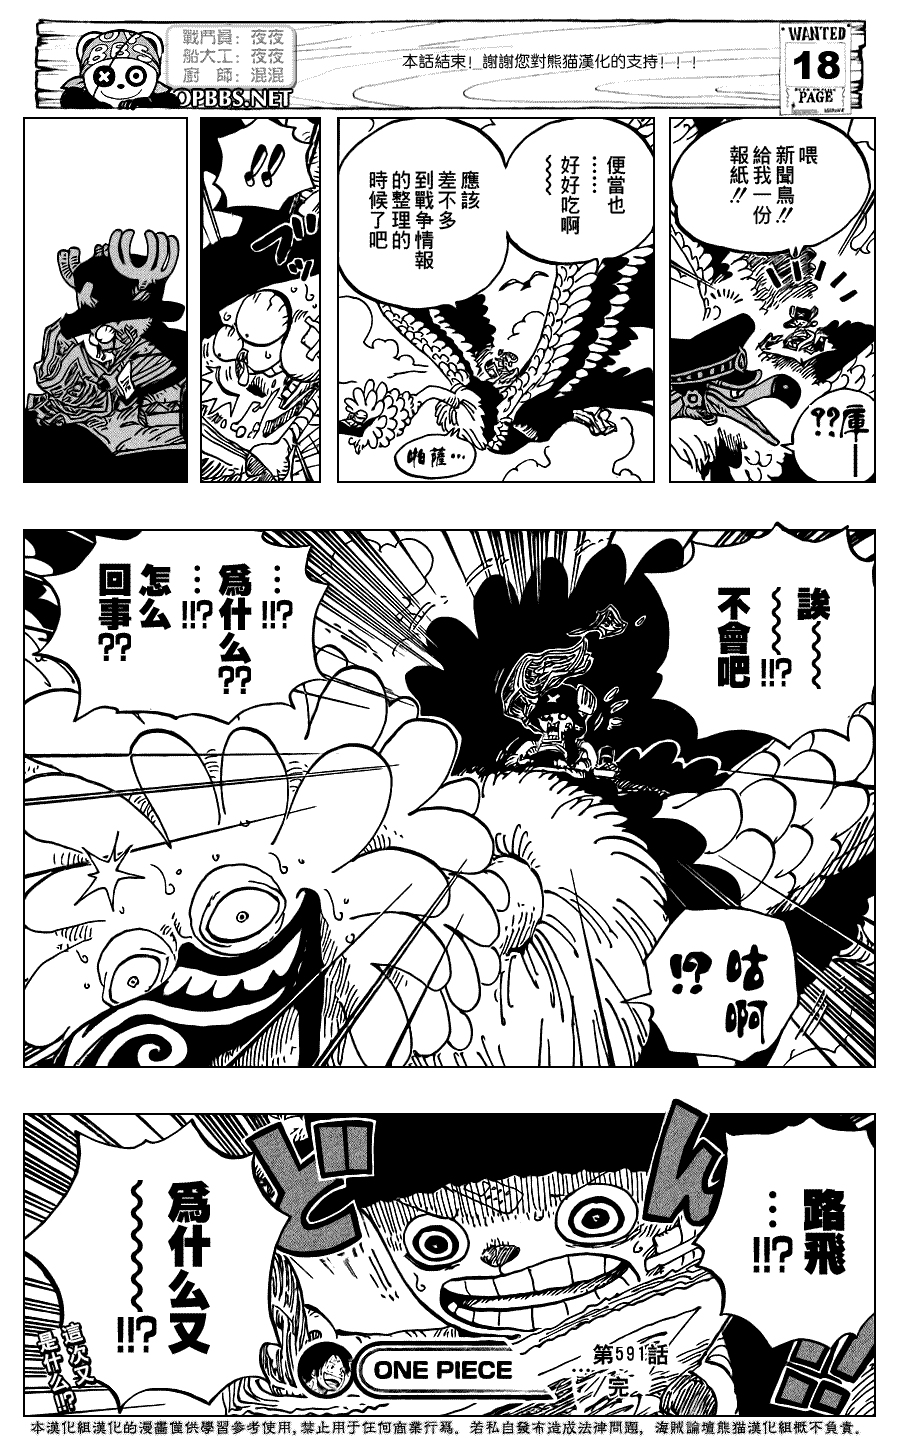 戰鬥員：夜夜
船大工：夜夜
廚　師：混混
OPBBS.NET
本話結束！謝謝您對熊猫漢化的支持！！！
WANTED
18
PAGE
喂
新聞鳥!!
給我一份
報紙!!
??庫—
便當也
……
好好吃啊
～～
應該
差不多
到戰争情報
的整理的
時候了吧
啪薩…
!!
誒～～
～～!!?
不會吧
…!!?
爲什么??
…!!?
怎么
回事??
咕啊
!?
路飛
…!!?
爲什么又
～～～!!?
どん!!
這次又
是什么!?
ONE PIECE
第591話
完
本漢化組漢化的漫畫僅供學習參考使用,禁止用于任何商業行爲。若私自發布造成法律問題，海賊論壇熊猫漢化組概不負責。